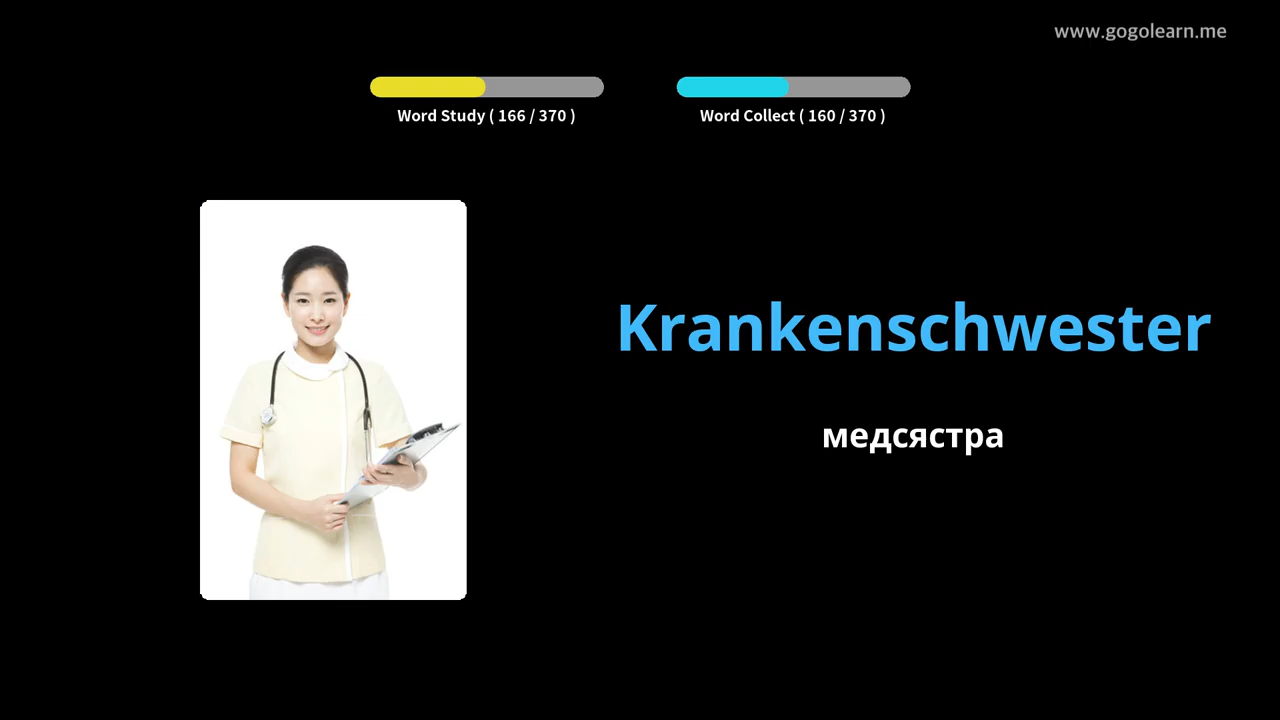 www.gogolearn.me
Word Study ( 166 / 370 )
Word Collect ( 160 / 370 )
Krankenschwester
медсястра